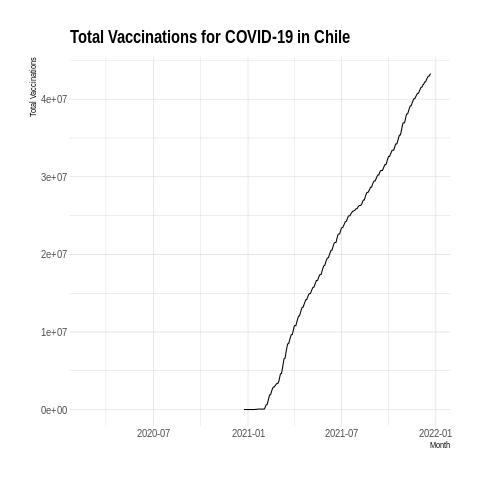 Total Vaccinations for COVID-19 in Chile
Total Vaccinations
4e+07
3e+07
2e+07
1e+07
0e+00
2020-07 2021-01 2021-07 2022-01
Month